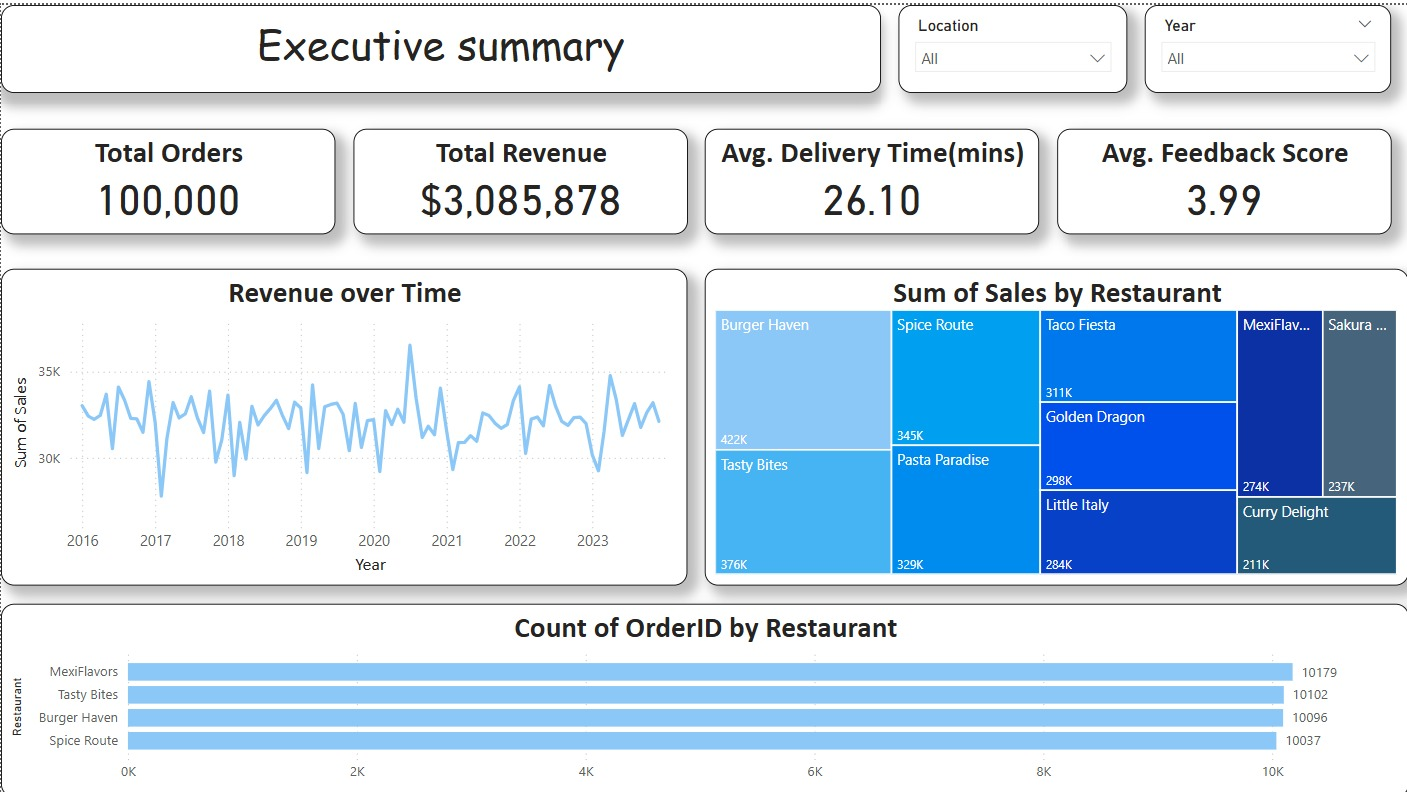 Executive summary
Location
All
Year
All
Total Orders
100,000
Total Revenue
$3,085,878
Avg. Delivery Time(mins)
26.10
Avg. Feedback Score
3.99
Revenue over Time
Sum of Sales
35K
30K
2016 2017 2018 2019 2020 2021 2022 2023
Year
Sum of Sales by Restaurant
Burger Haven
422K
Tasty Bites
376K
Spice Route
345K
Pasta Paradise
329K
Taco Fiesta
311K
Golden Dragon
298K
Little Italy
284K
MexiFlav...
274K
Sakura ...
237K
Curry Delight
211K
Count of OrderID by Restaurant
Restaurant
MexiFlavors 10179
Tasty Bites 10102
Burger Haven 10096
Spice Route 10037
0K 2K 4K 6K 8K 10K